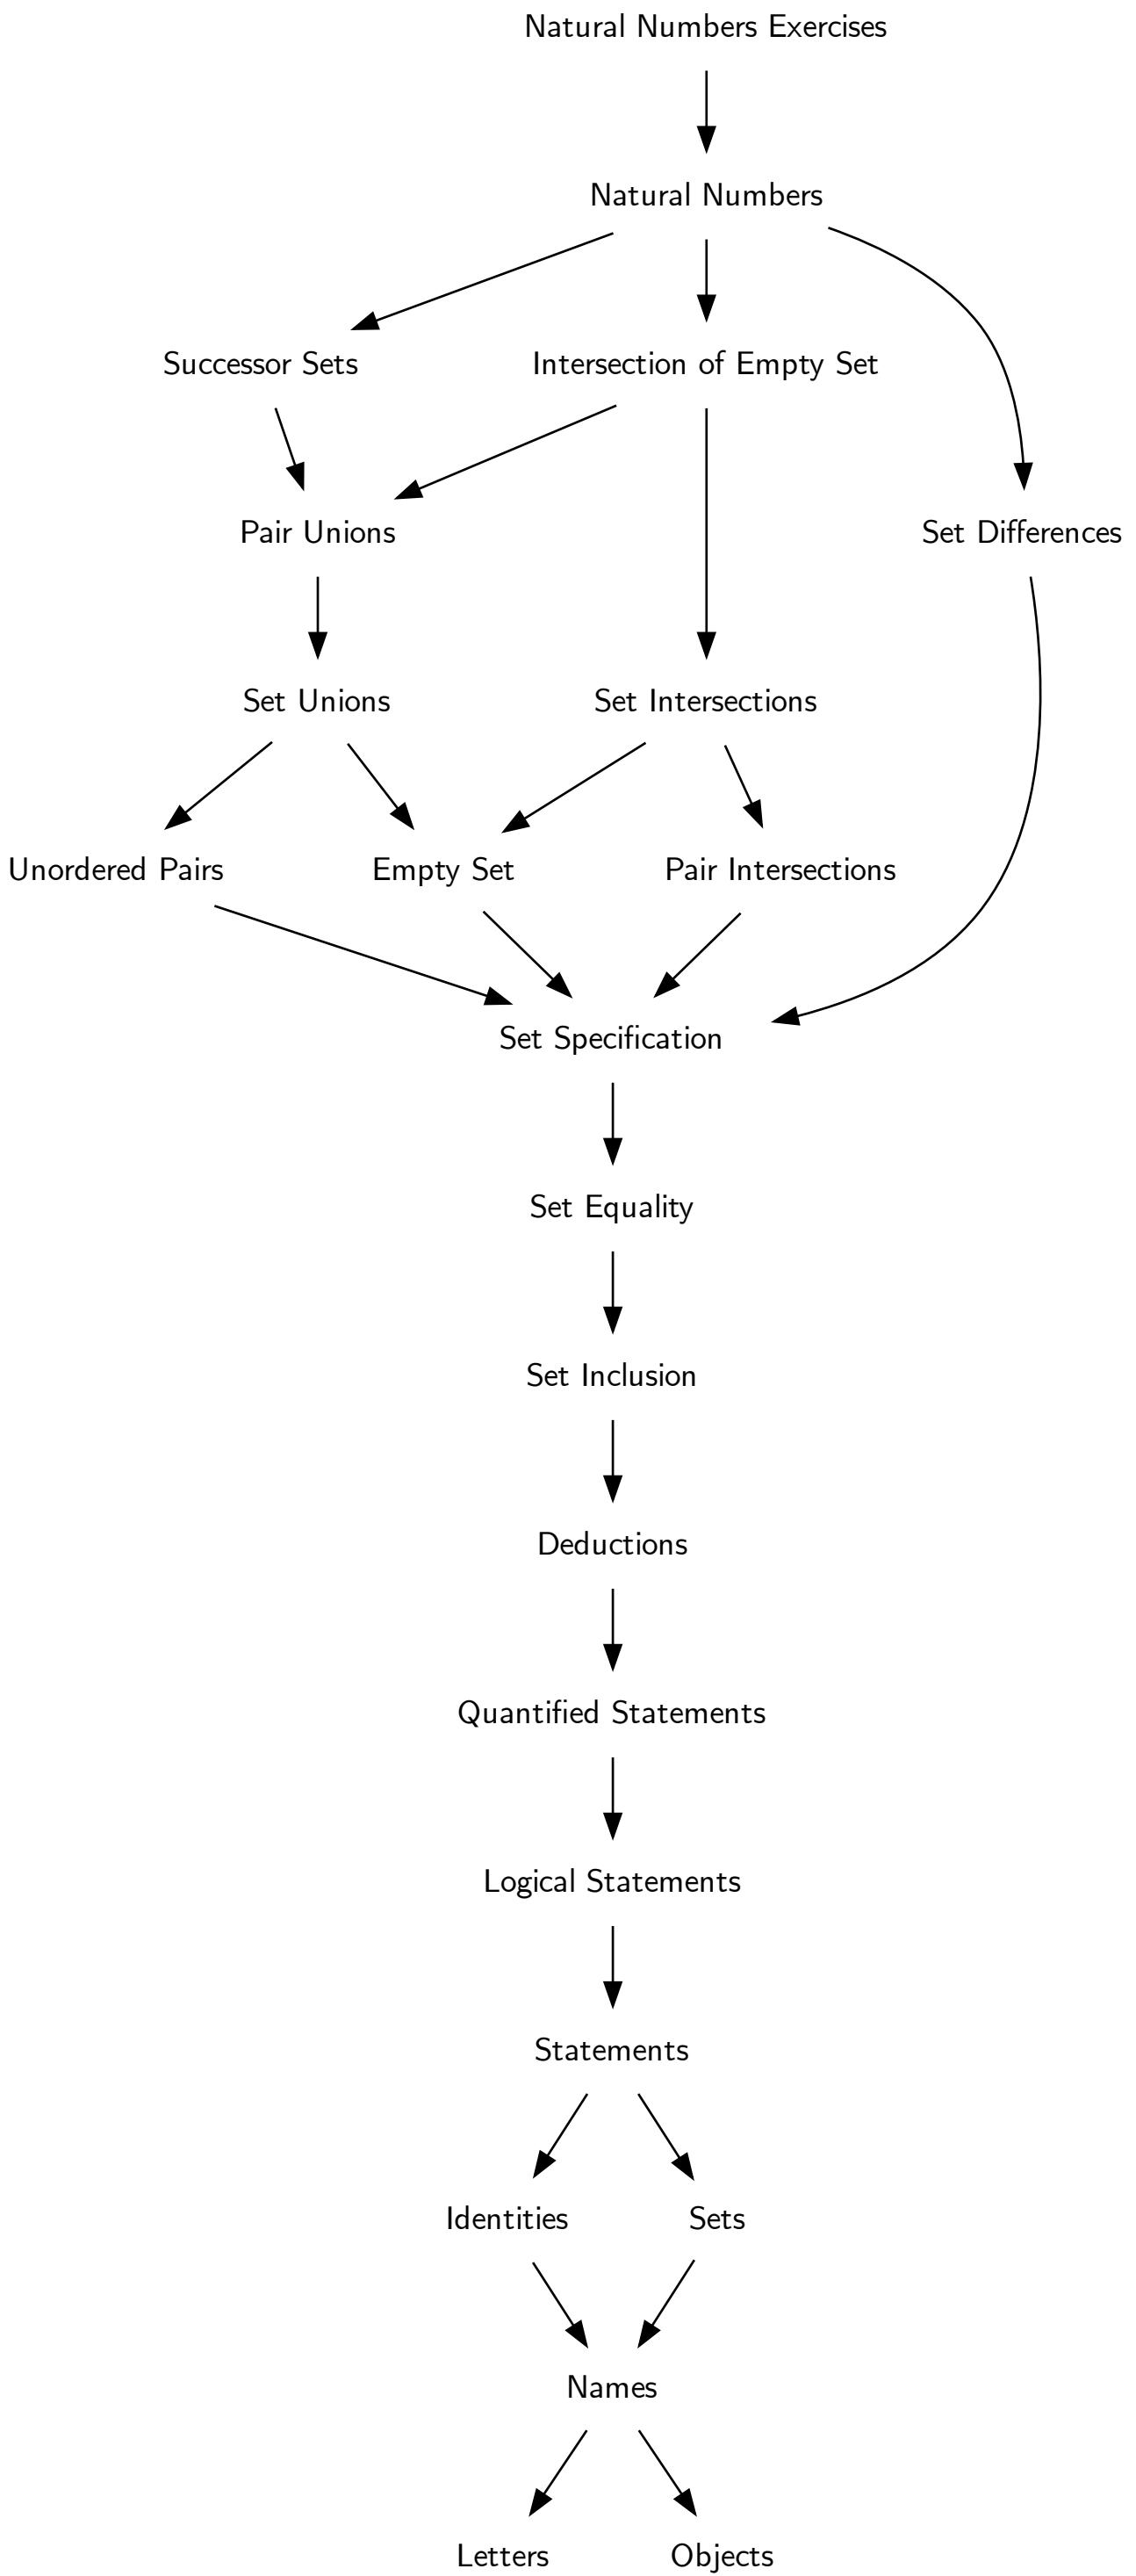 Natural Numbers Exercises
Natural Numbers
Successor Sets
Intersection of Empty Set
Pair Unions
Set Differences
Set Unions
Set Intersections
Unordered Pairs
Empty Set
Pair Intersections
Set Specification
Set Equality
Set Inclusion
Deductions
Quantified Statements
Logical Statements
Statements
Identities
Sets
Names
Letters
Objects